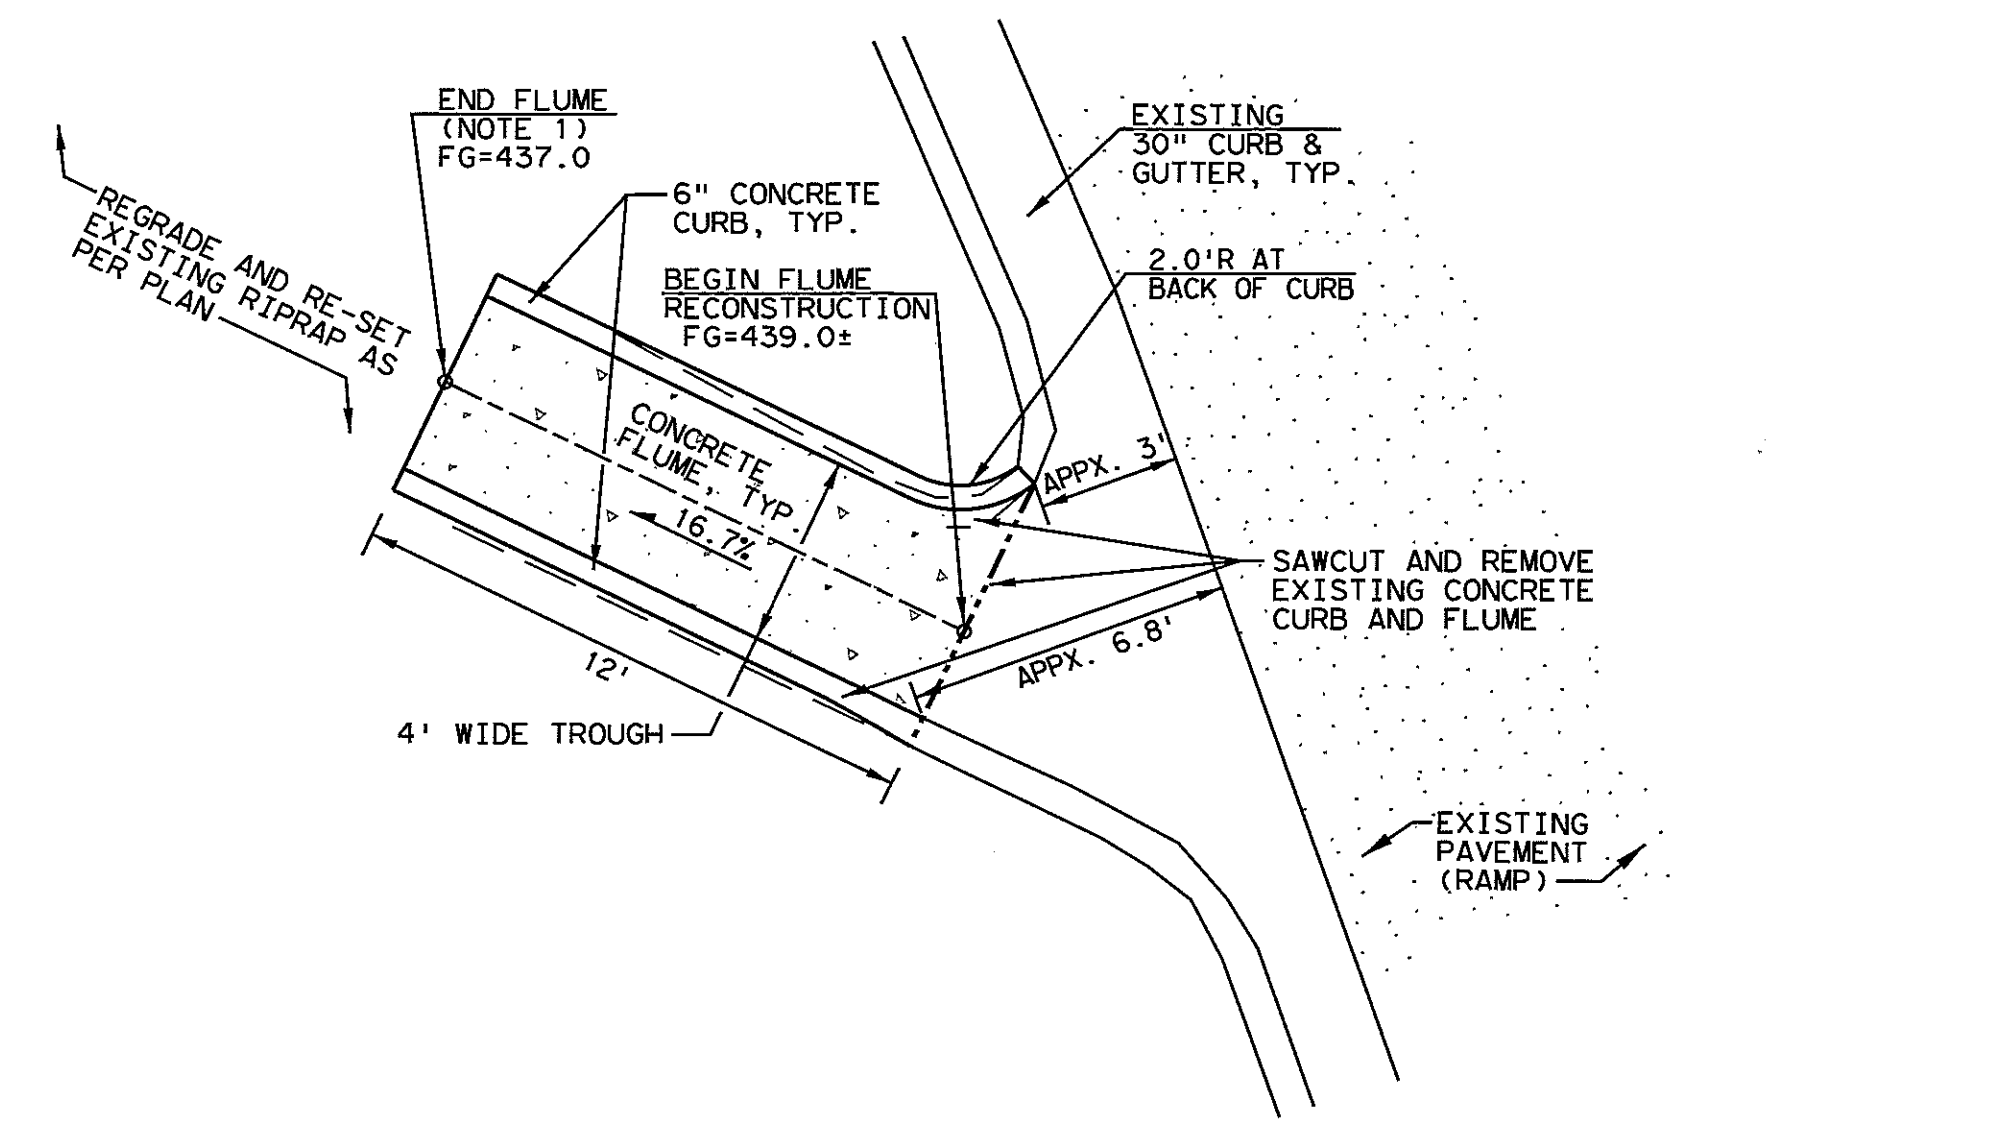 END FLUME
(NOTE 1)
FG=437.0
EXISTING
30" CURB &
GUTTER, TYP.
6" CONCRETE
CURB, TYP.
REGRADE AND RE-SET
EXISTING RIPRAP AS
PER PLAN
2.0'R AT
BACK OF CURB
BEGIN FLUME
RECONSTRUCTION
FG=439.0±
CONCRETE
FLUME, TYP.
16.7%
APPX. 3'
SAWCUT AND REMOVE
EXISTING CONCRETE
CURB AND FLUME
APPX. 6.8'
12'
4' WIDE TROUGH
EXISTING
PAVEMENT
(RAMP)